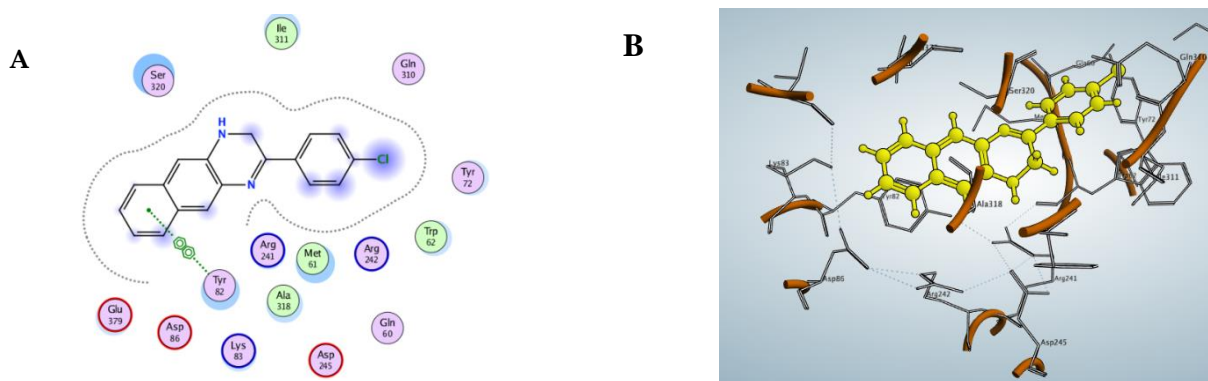 A
Ile
311
Gln
310
Ser
320
H
N
Cl
N
Tyr
72
Trp
62
Arg
241
Met
61
Arg
242
Tyr
82
Ala
318
Glu
379
Asp
86
Lys
83
Asp
245
Gln
60
B
Ser320
Tyr72
Lys83
Tyr82
Ala318
Ile311
Asp86
Arg242
Arg241
Asp245